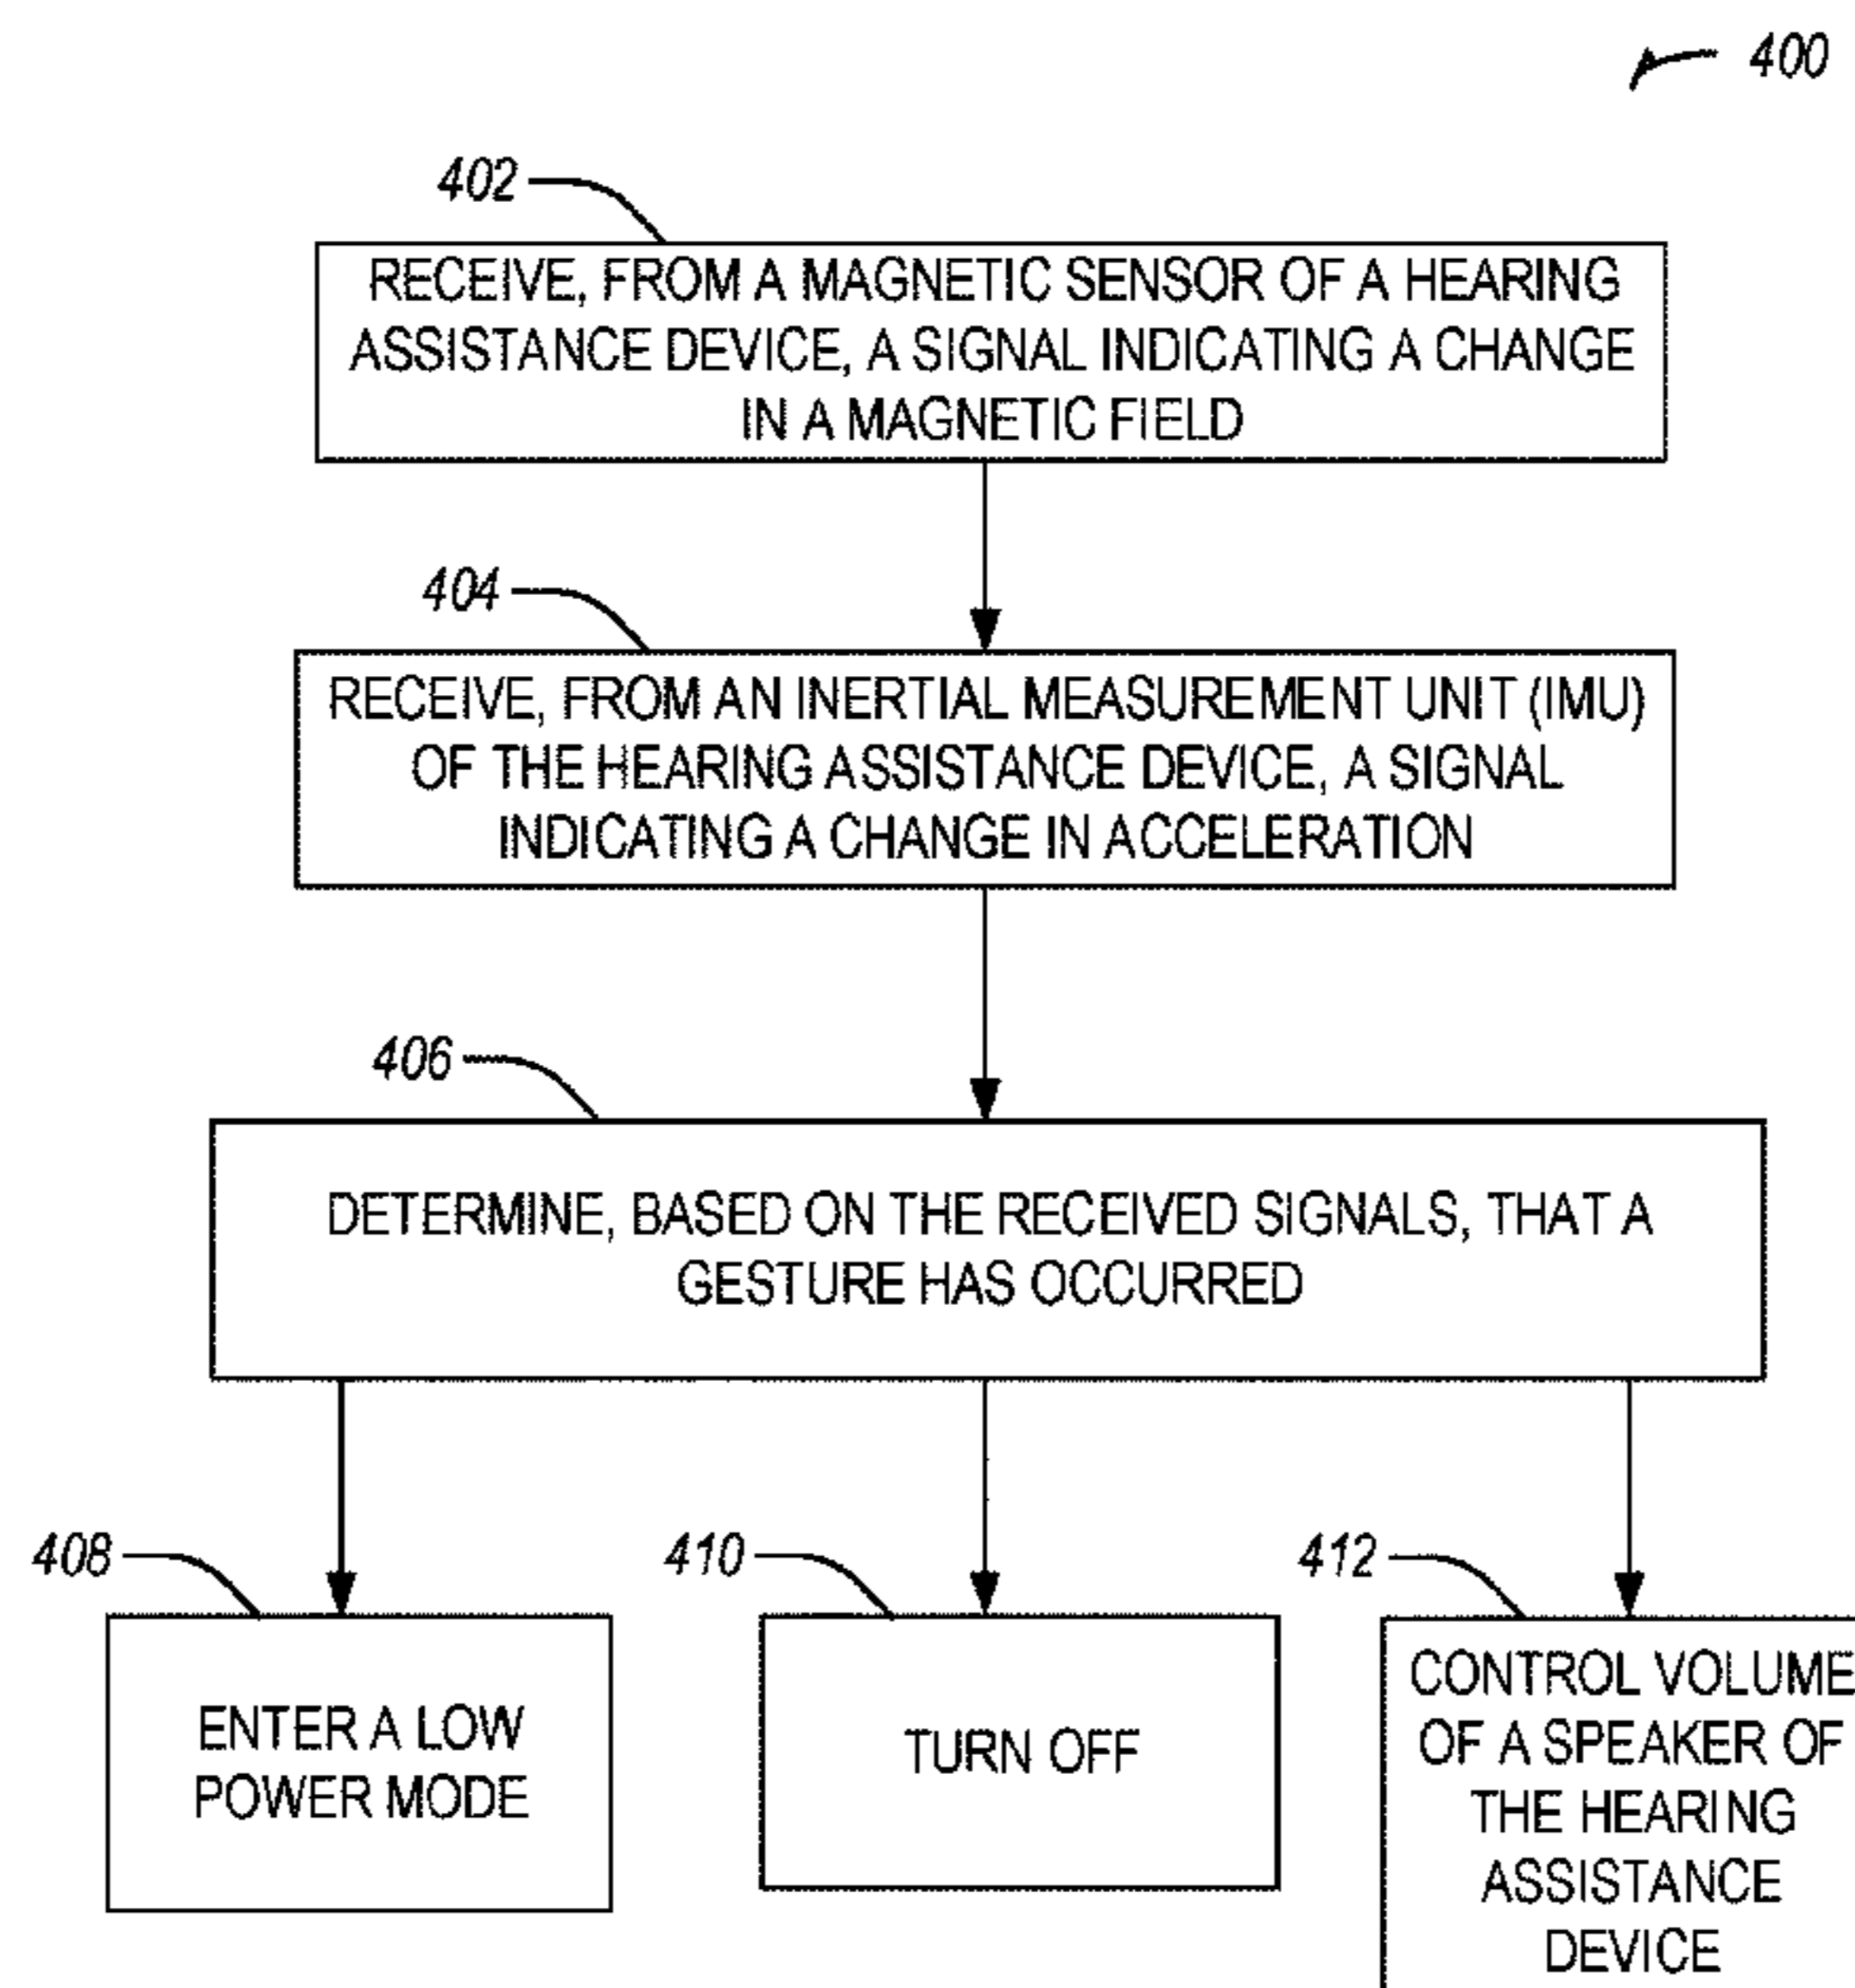 400
402
RECEIVE, FROM A MAGNETIC SENSOR OF A HEARING
ASSISTANCE DEVICE, A SIGNAL INDICATING A CHANGE
IN A MAGNETIC FIELD
404
RECEIVE, FROM AN INERTIAL MEASUREMENT UNIT (IMU)
OF THE HEARING ASSISTANCE DEVICE, A SIGNAL
INDICATING A CHANGE IN ACCELERATION
406
DETERMINE, BASED ON THE RECEIVED SIGNALS, THAT A
GESTURE HAS OCCURRED
408
ENTER A LOW
POWER MODE
410
TURN OFF
412
CONTROL VOLUME
OF A SPEAKER OF
THE HEARING
ASSISTANCE
DEVICE